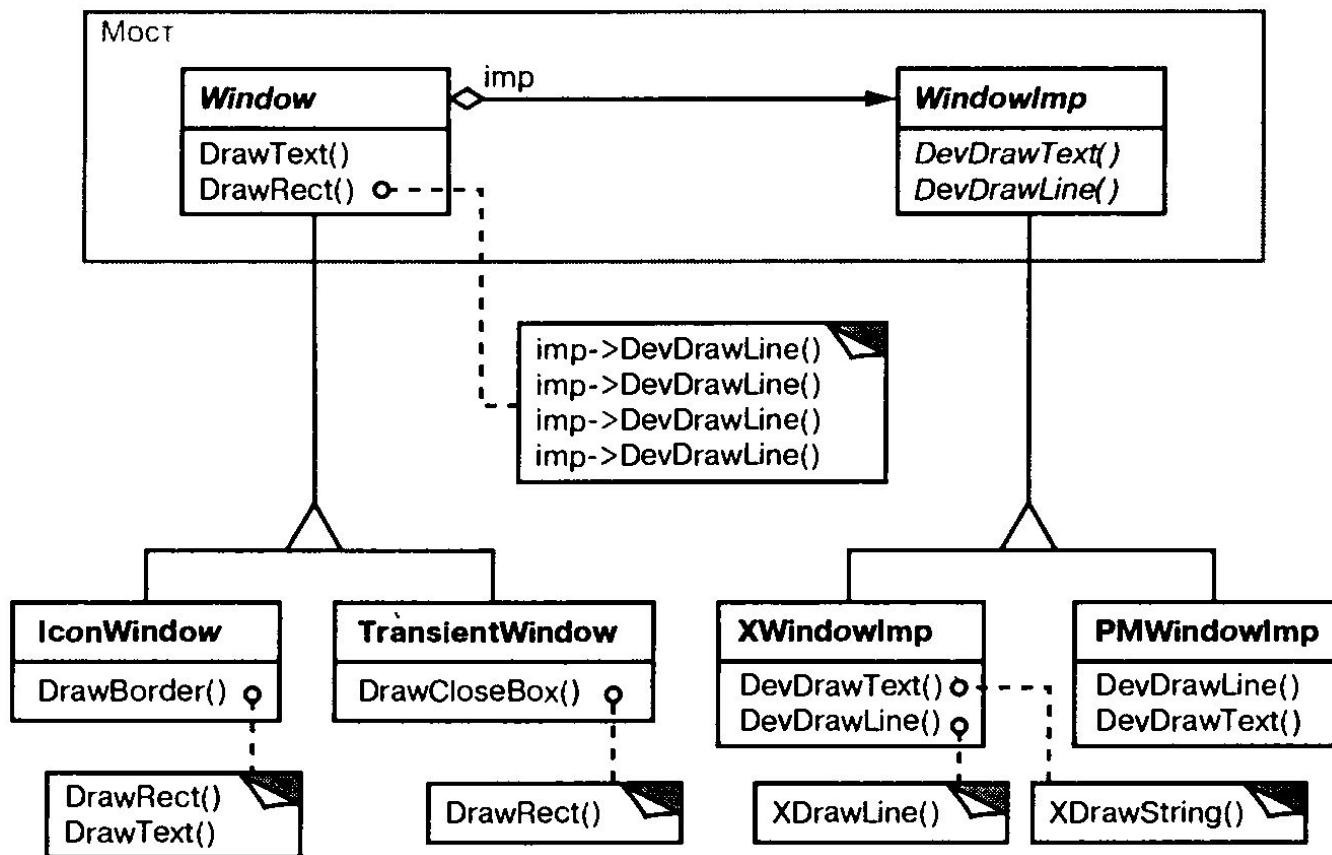 Мост
Window
imp
WindowImp
DrawText()
DrawRect()
DevDrawText()
DevDrawLine()
imp->DevDrawLine()
imp->DevDrawLine()
imp->DevDrawLine()
imp->DevDrawLine()
IconWindow
DrawBorder()
TransientWindow
DrawCloseBox()
XWindowImp
DevDrawText()
DevDrawLine()
PMWindowImp
DevDrawLine()
DevDrawText()
DrawRect()
DrawText()
DrawRect()
XDrawLine()
XDrawString()